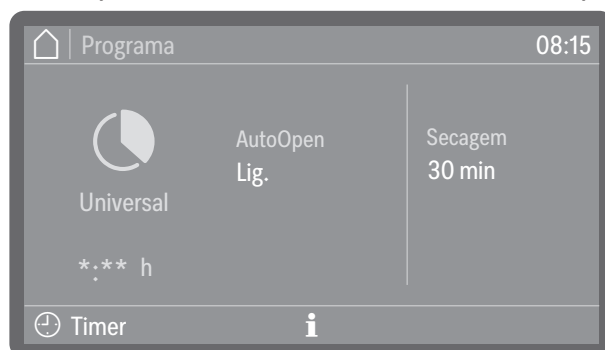 Programa 08:15
AutoOpen
Lig.
Secagem
30 min
Universal
*:** h
Timer i